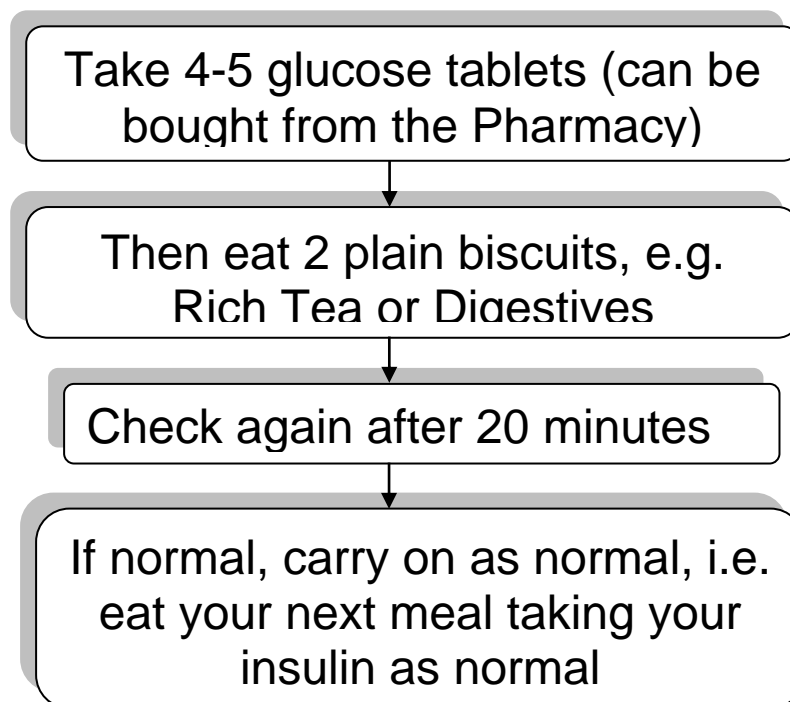 Take 4-5 glucose tablets (can be
bought from the Pharmacy)
Then eat 2 plain biscuits, e.g.
Rich Tea or Digestives
Check again after 20 minutes
If normal, carry on as normal, i.e.
eat your next meal taking your
insulin as normal